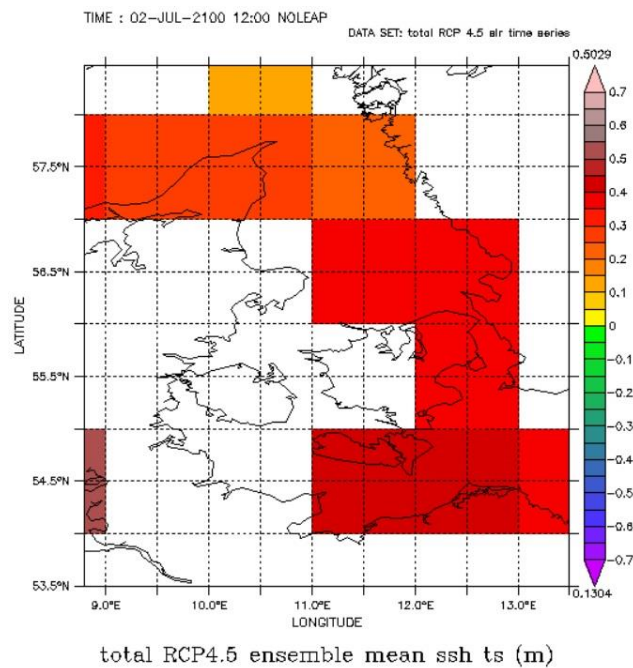 TIME : 02-JUL-2100 12:00 NOLEAP
DATA SET: total RCP 4.5 slr time series
0.5029
0.7
0.6
0.5
0.4
0.3
0.2
0.1
0
-0.1
-0.2
-0.3
-0.4
-0.5
-0.6
-0.7
0.1304
57.5°N
56.5°N
55.5°N
54.5°N
53.5°N
LATITUDE
9.0°E 10.0°E 11.0°E 12.0°E 13.0°E
LONGITUDE
total RCP4.5 ensemble mean ssh ts (m)